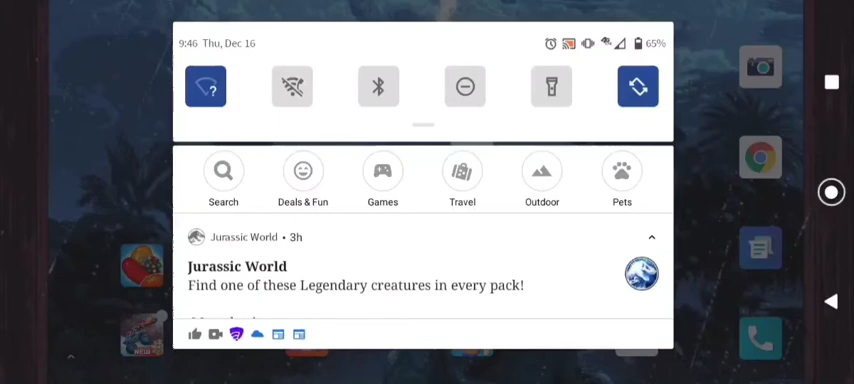 9:46 Thu, Dec 16
65%
Search
Deals & Fun
Games
Travel
Outdoor
Pets
Jurassic World • 3h
Jurassic World
Find one of these Legendary creatures in every pack!
NEW